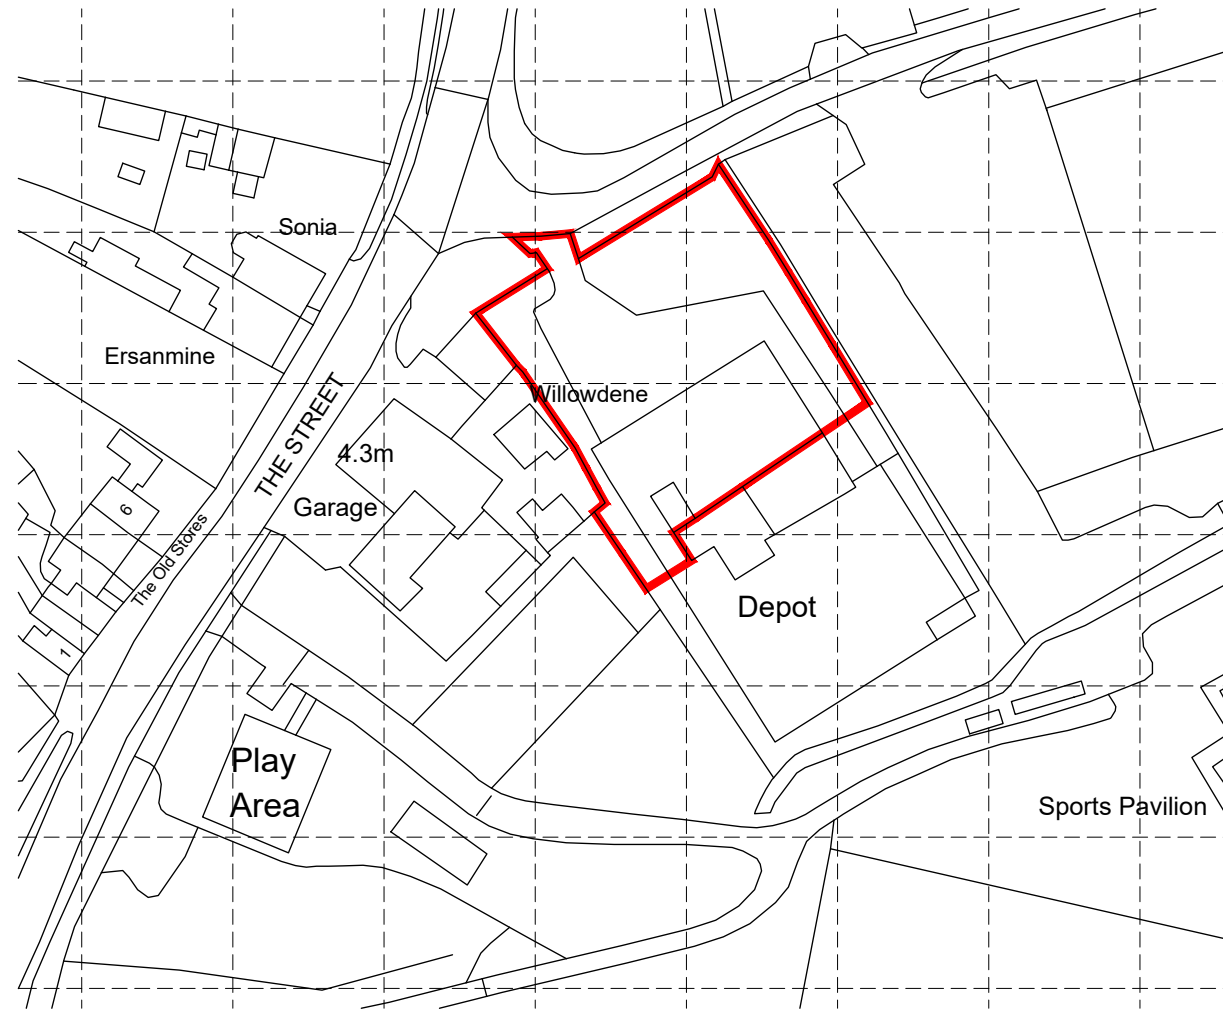 Sonia
Ersanmine
THE STREET
Willowdene
4.3m
Garage
6
The Old Stores
1
Depot
Play
Area
Sports Pavilion